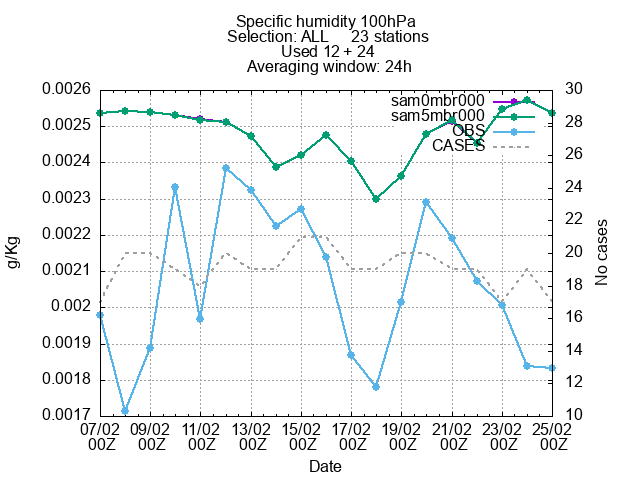 Specific humidity 100hPa
Selection: ALL 23 stations
Used 12 + 24
Averaging window: 24h
sam0mbr000
sam5mbr000
OBS
CASES
0.0026
0.0025
0.0024
0.0023
0.0022
0.0021
0.002
0.0019
0.0018
0.0017
g/Kg
30
28
26
24
22
20
18
16
14
12
10
No cases
07/02 09/02 11/02 13/02 15/02 17/02 19/02 21/02 23/02 25/02
00Z 00Z 00Z 00Z 00Z 00Z 00Z 00Z 00Z 00Z
Date